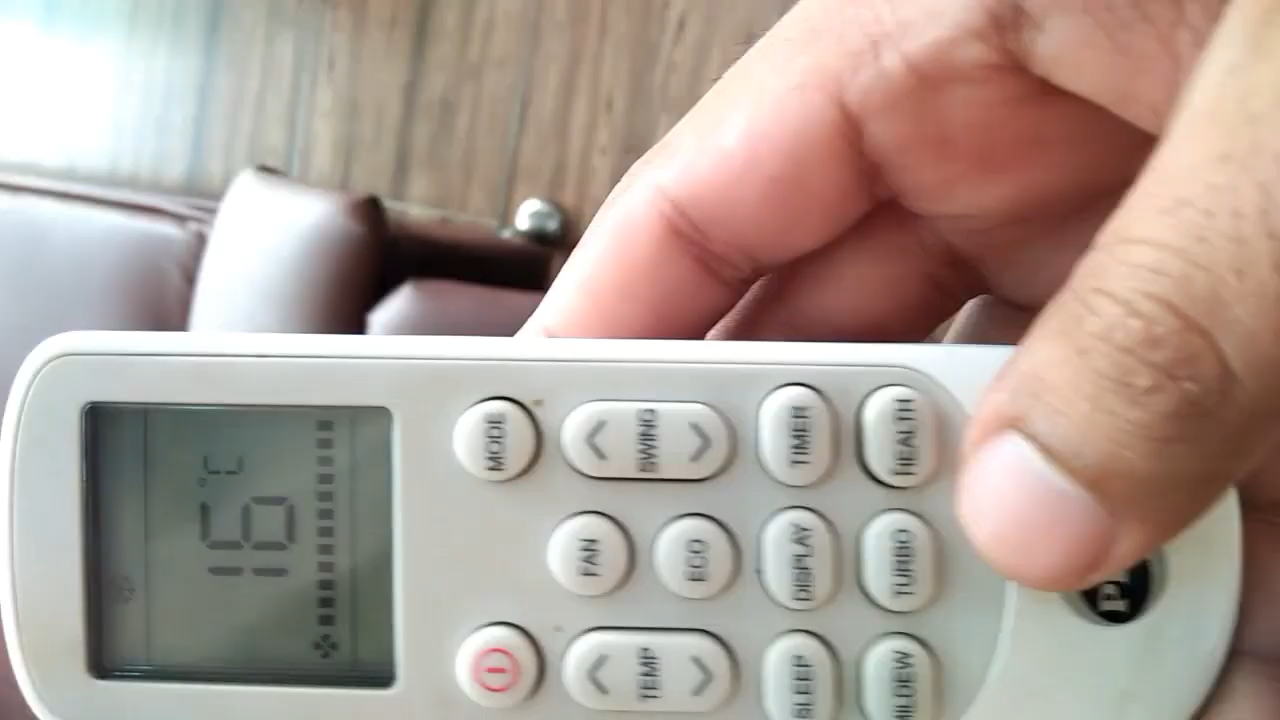 16°C
MODE
FAN
TEMP SWING
ECO
SLEEP DISPLAY TIMER
MILDEW TURBO HEALTH